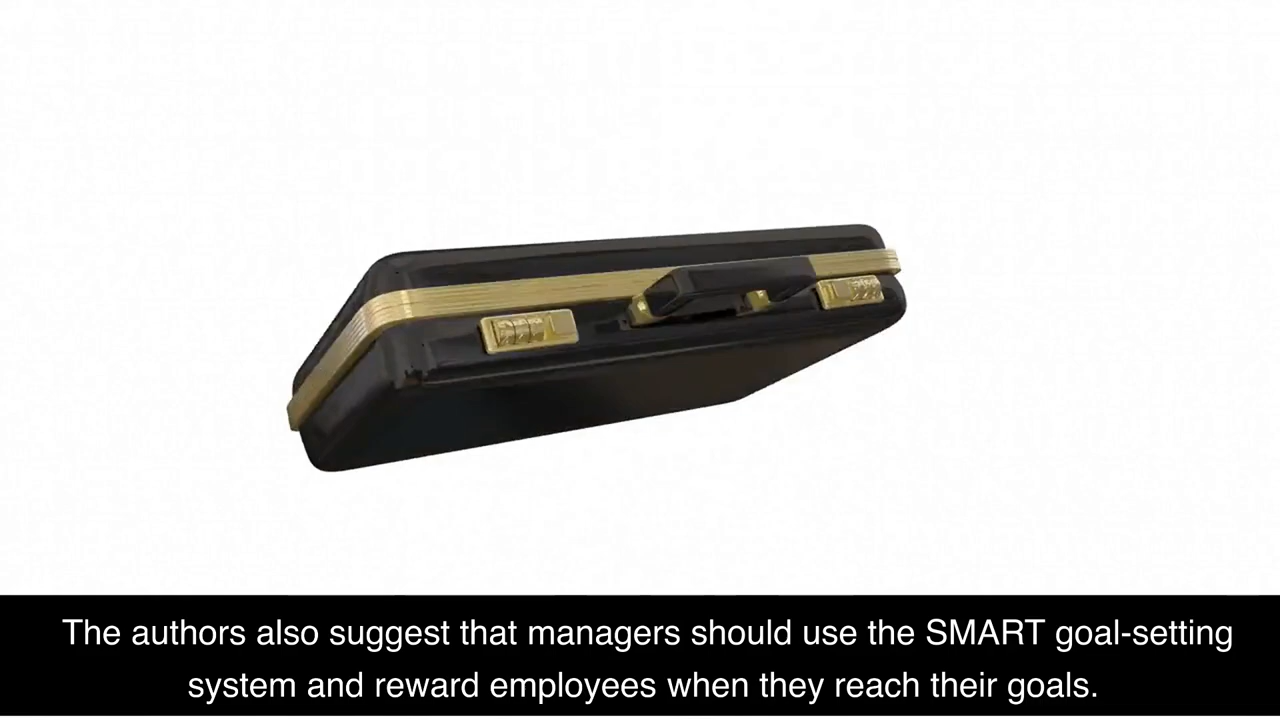 The authors also suggest that managers should use the SMART goal-setting
system and reward employees when they reach their goals.